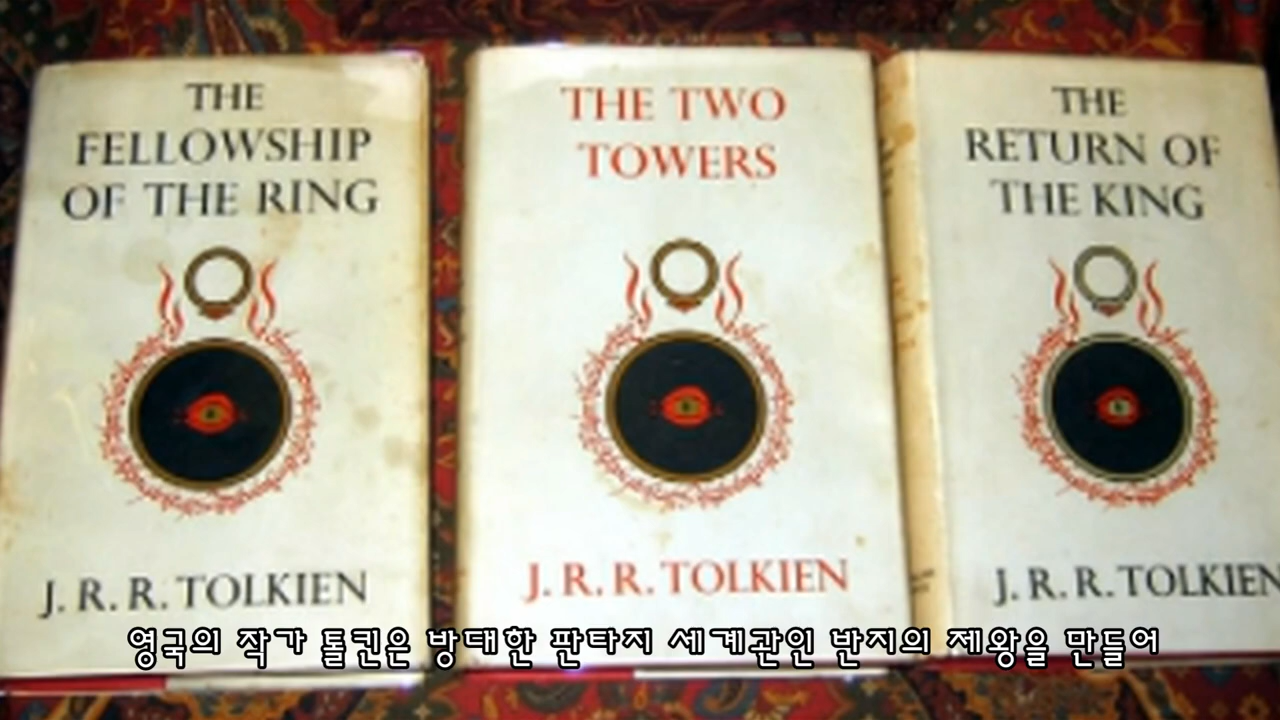 THE
FELLOWSHIP
OF THE RING
J. R. R. TOLKIEN
THE TWO
TOWERS
J. R. R. TOLKIEN
THE
RETURN OF
THE KING
J. R. R. TOLKIEN
영국의 작가 톨킨은 방대한 판타지 세계관인 반지의 제왕을 만들어